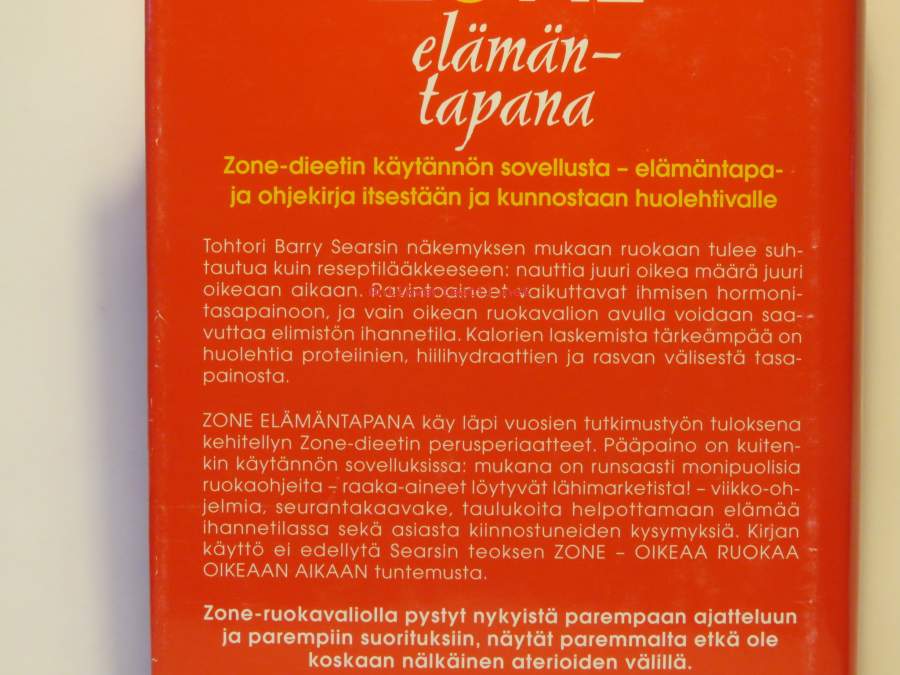 ZONE
elämän-
tapana
Zone-dieetin käytännön sovellusta – elämäntapa-
ja ohjekirja itsestään ja kunnostaan huolehtivalle
Tohtori Barry Searsin näkemyksen mukaan ruokaan tulee suh-
tautua kuin reseptilääkkeeseen: nauttia juuri oikea määrä juuri
oikeaan aikaan. Ravintoaineet vaikuttavat ihmisen hormoni-
tasapainoon, ja vain oikean ruokavalion avulla voidaan saa-
vuttaa elimistön ihannetila. Kalorien laskemista tärkeämpää on
huolehtia proteiinien, hiilihydraattien ja rasvan välisestä tasa-
painosta.
ZONE ELÄMÄNTAPANA käy läpi vuosien tutkimustyön tuloksena
kehitellyn Zone-dieetin perusperiaatteet. Pääpaino on kuiten-
kin käytännön sovelluksissa: mukana on runsaasti monipuolisia
ruokaohjeita – raaka-aineet löytyvät lähimarketista! – viikko-oh-
jelmia, seurantakaavake, taulukoita helpottamaan elämää
ihannetilassa sekä asiasta kiinnostuneiden kysymyksiä. Kirjan
käyttö ei edellytä Searsin teoksen ZONE – OIKEAA RUOKAA
OIKEAAN AIKAAN tuntemusta.
Zone-ruokavaliolla pystyt nykyistä parempaan ajatteluun
ja parempiin suorituksiin, näytät paremmalta etkä ole
koskaan nälkäinen aterioiden välillä.